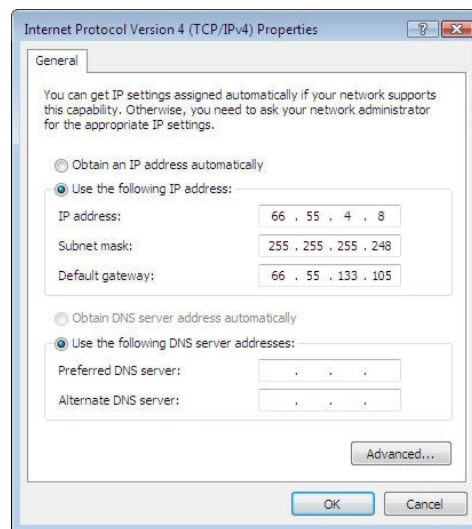 Internet Protocol Version 4 (TCP/IPv4) Properties
General
You can get IP settings assigned automatically if your network supports
this capability. Otherwise, you need to ask your network administrator
for the appropriate IP settings.
Obtain an IP address automatically
Use the following IP address:
IP address: 66 . 55 . 4 . 8
Subnet mask: 255 . 255 . 255 . 248
Default gateway: 66 . 55 . 133 . 105
Obtain DNS server address automatically
Use the following DNS server addresses:
Preferred DNS server: . . .
Alternate DNS server: . . .
Advanced...
OK Cancel